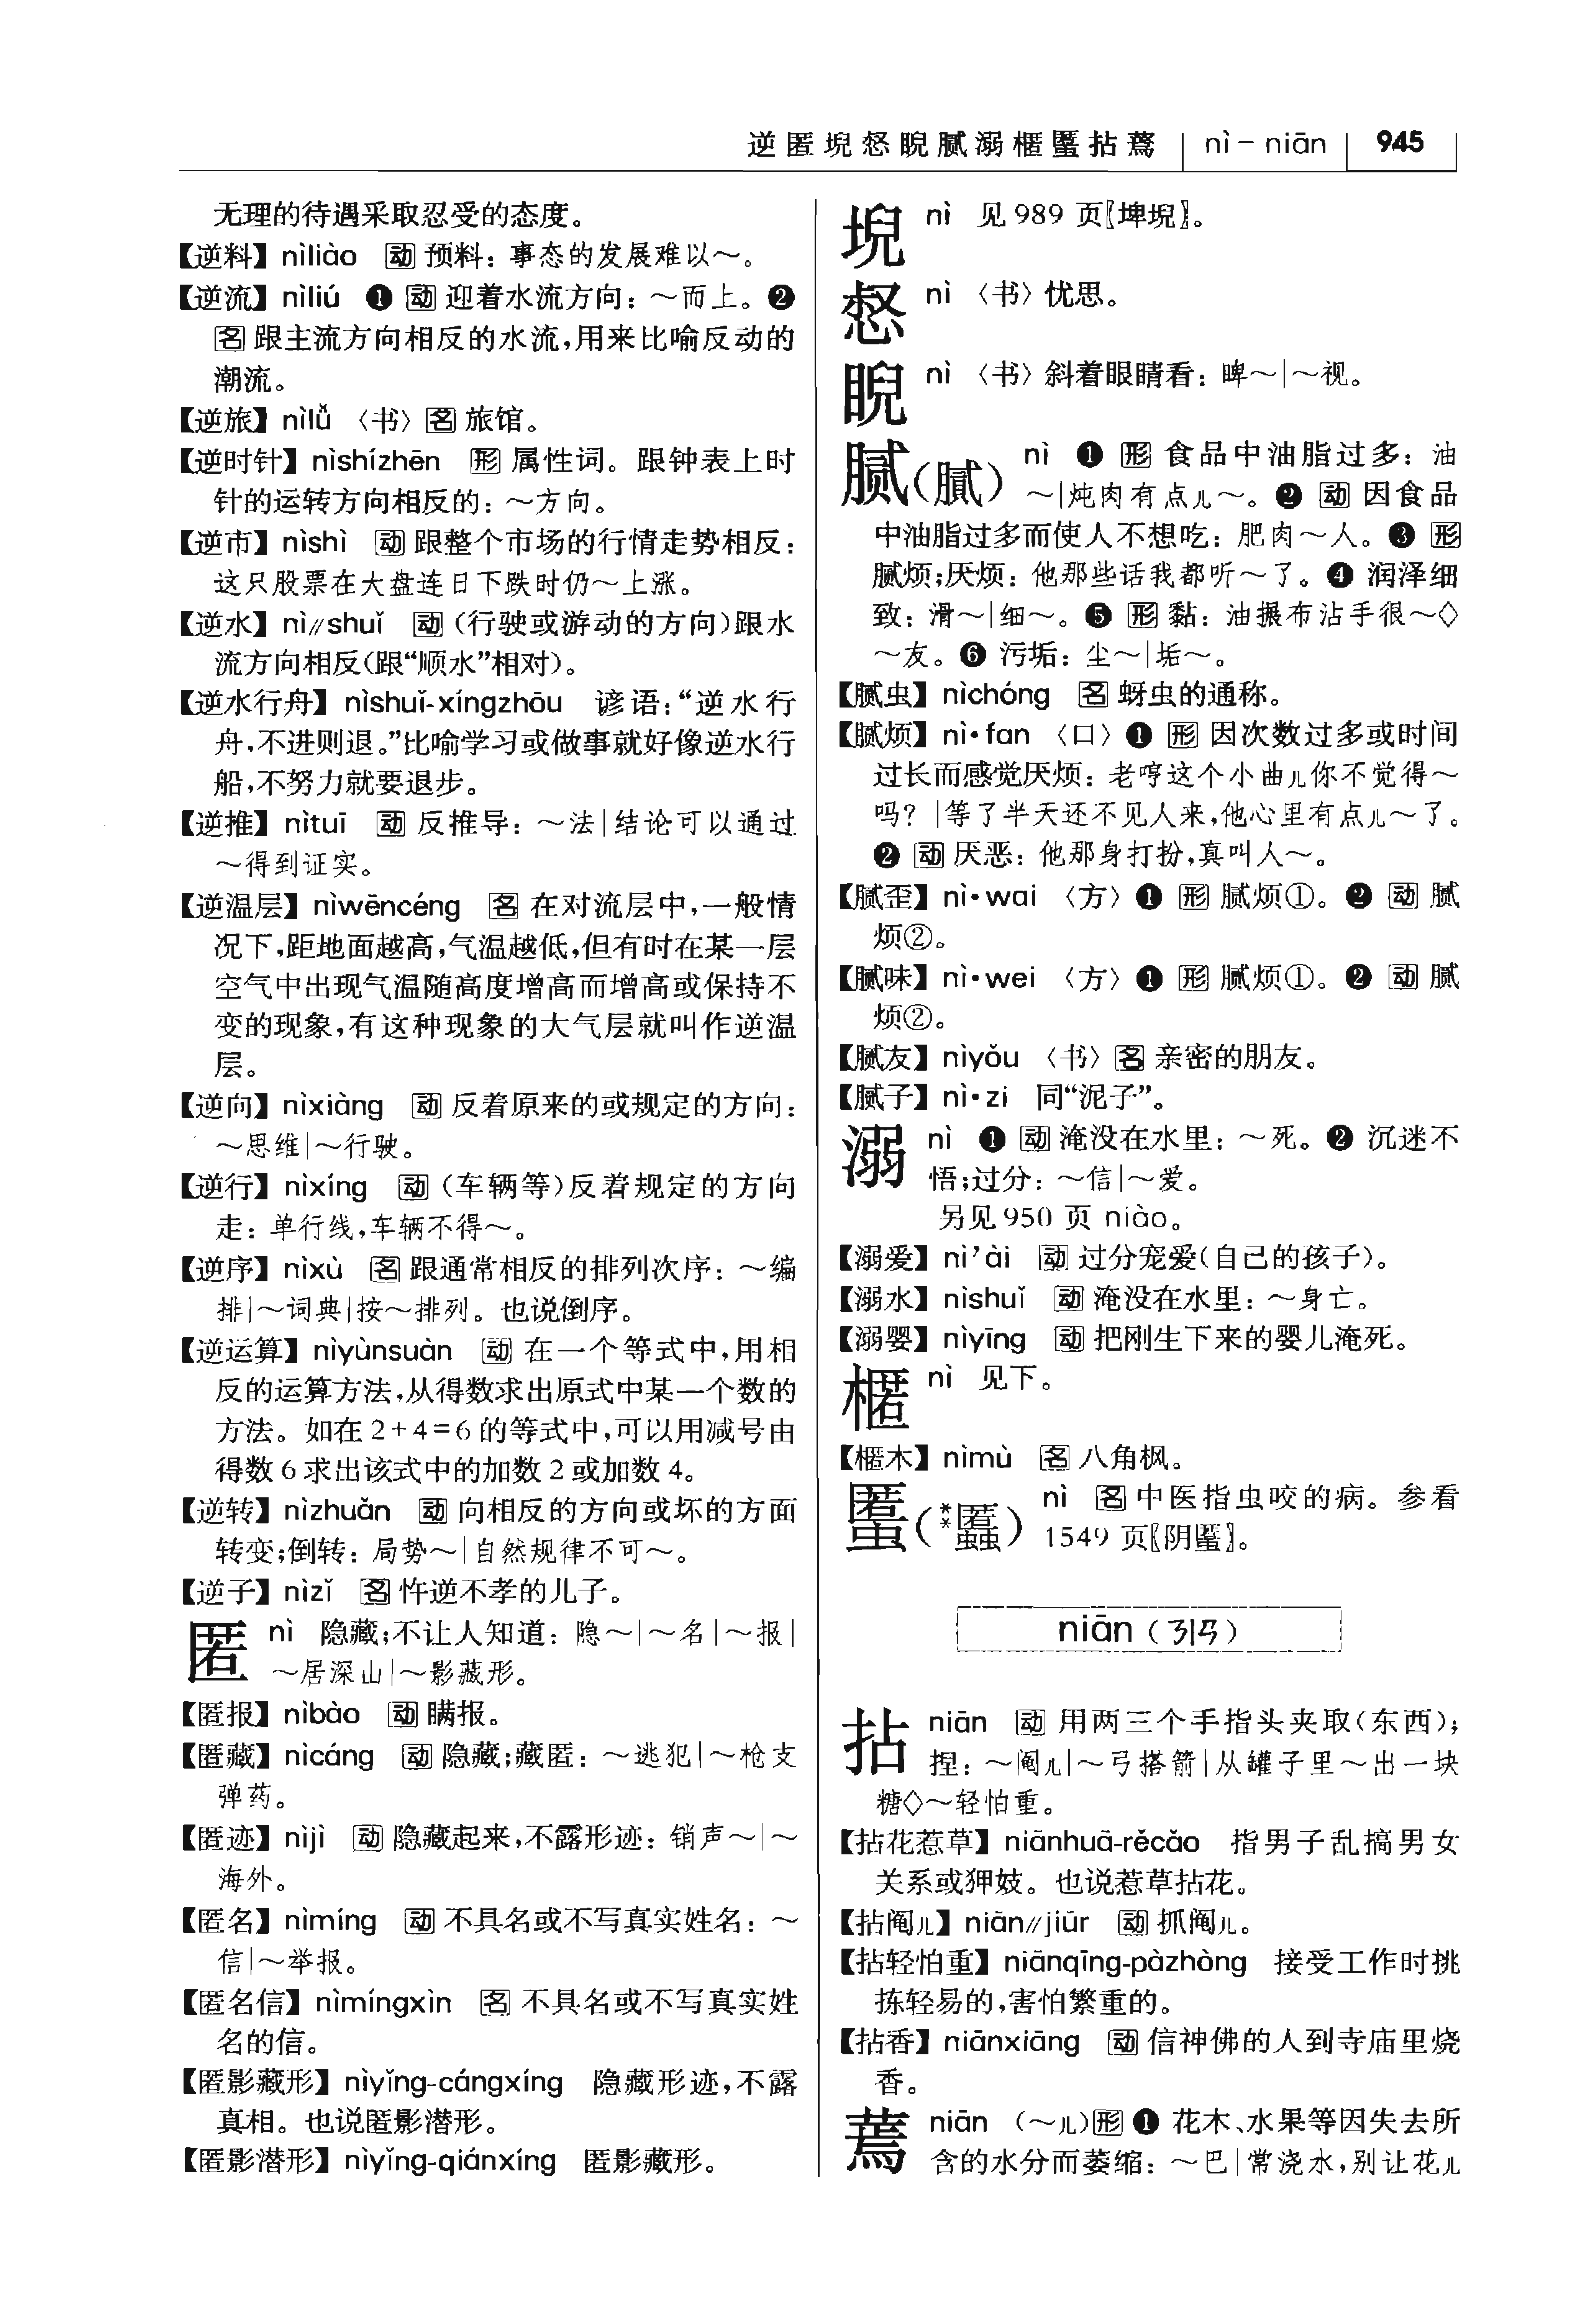 逆匿堄惄睨腻溺㮏䘌拈蔫 nì－niān 945
无理的待遇采取忍受的态度。
【逆料】nìliào 动 预料：事态的发展难以～。
【逆流】nìliú ❶ 动 迎着水流方向：～而上。❷
名 跟主流方向相反的水流，用来比喻反动的
潮流。
【逆旅】nìlǚ 〈书〉名 旅馆。
【逆时针】nìshízhēn 形 属性词。跟钟表上时
针的运转方向相反的：～方向。
【逆市】nìshì 动 跟整个市场的行情走势相反：
这只股票在大盘连日下跌时仍～上涨。
【逆水】nì//shuǐ 动（行驶或游动的方向）跟水
流方向相反（跟“顺水”相对）。
【逆水行舟】nìshuǐ-xíngzhōu 谚语：“逆水行
舟，不进则退。”比喻学习或做事就好像逆水行
船，不努力就要退步。
【逆推】nìtuī 动 反推导：～法｜结论可以通过
～得到证实。
【逆温层】nìwēncéng 名 在对流层中，一般情
况下，距地面越高，气温越低，但有时在某一层
空气中出现气温随高度增高而增高或保持不
变的现象，有这种现象的大气层就叫作逆温
层。
【逆向】nìxiàng 动 反着原来的或规定的方向：
～思维｜～行驶。
【逆行】nìxíng 动（车辆等）反着规定的方向
走：单行线，车辆不得～。
【逆序】nìxù 名 跟通常相反的排列次序：～编
排｜～词典｜按～排列。也说倒序。
【逆运算】nìyùnsuàn 动 在一个等式中，用相
反的运算方法，从得数求出原式中某一个数的
方法。如在 2+4=6 的等式中，可以用减号由
得数 6 求出该式中的加数 2 或加数 4。
【逆转】nìzhuǎn 动 向相反的方向或坏的方面
转变；倒转：局势～｜自然规律不可～。
【逆子】nìzǐ 名 忤逆不孝的儿子。
匿 nì 隐藏；不让人知道：隐～｜～名｜～报｜
～居深山｜～影藏形。
【匿报】nìbào 动 瞒报。
【匿藏】nìcáng 动 隐藏；藏匿：～逃犯｜～枪支
弹药。
【匿迹】nìjì 动 隐藏起来，不露形迹：销声～｜～
海外。
【匿名】nìmíng 动 不具名或不写真实姓名：～
信｜～举报。
【匿名信】nìmíngxìn 名 不具名或不写真实姓
名的信。
【匿影藏形】nìyǐng-cángxíng 隐藏形迹，不露
真相。也说匿影潜形。
【匿影潜形】nìyǐng-qiánxíng 匿影藏形。
堄 nì 见 989 页〖埤堄〗。
惄 nì 〈书〉忧思。
睨 nì 〈书〉斜着眼睛看：睥～｜～视。
腻（膩） nì ❶ 形 食品中油脂过多：油
～｜炖肉有点儿～。❷ 动 因食品
中油脂过多而使人不想吃：肥肉～人。❸ 形
腻烦；厌烦：他那些话我都听～了。❹ 润泽细
致：滑～｜细～。❺ 形 黏：油搌布沾手很～◇
～友。❻ 污垢：尘～｜垢～。
【腻虫】nìchóng 名 蚜虫的通称。
【腻烦】nì·fan 〈口〉❶ 形 因次数过多或时间
过长而感觉厌烦：老哼这个小曲儿你不觉得～
吗？｜等了半天还不见人来，他心里有点儿～了。
❷ 动 厌恶：他那身打扮，真叫人～。
【腻歪】nì·wai 〈方〉❶ 形 腻烦①。❷ 动 腻
烦②。
【腻味】nì·wei 〈方〉❶ 形 腻烦①。❷ 动 腻
烦②。
【腻友】nìyǒu 〈书〉名 亲密的朋友。
【腻子】nì·zi 同“泥子”。
溺 nì ❶ 动 淹没在水里：～死。❷ 沉迷不
悟；过分：～信｜～爱。
另见 950 页 niào。
【溺爱】nì’ài 动 过分宠爱（自己的孩子）。
【溺水】nìshuǐ 动 淹没在水里：～身亡。
【溺婴】nìyīng 动 把刚生下来的婴儿淹死。
㮏 nì 见下。
【㮏木】nìmù 名 八角枫。
䘌（**䘌） nì 名 中医指虫咬的病。参看
1549 页〖阴䘌〗。
niān（ㄋㄧㄢ）
拈 niān 动 用两三个手指头夹取（东西）；
捏：～阄儿｜～弓搭箭｜从罐子里～出一块
糖◇～轻怕重。
【拈花惹草】niānhuā-rěcǎo 指男子乱搞男女
关系或狎妓。也说惹草拈花。
【拈阄儿】niān//jiūr 动 抓阄儿。
【拈轻怕重】niānqīng-pàzhòng 接受工作时挑
拣轻易的，害怕繁重的。
【拈香】niānxiāng 动 信神佛的人到寺庙里烧
香。
蔫 niān （～儿）形 ❶ 花木、水果等因失去所
含的水分而萎缩：～巴｜常浇水，别让花儿